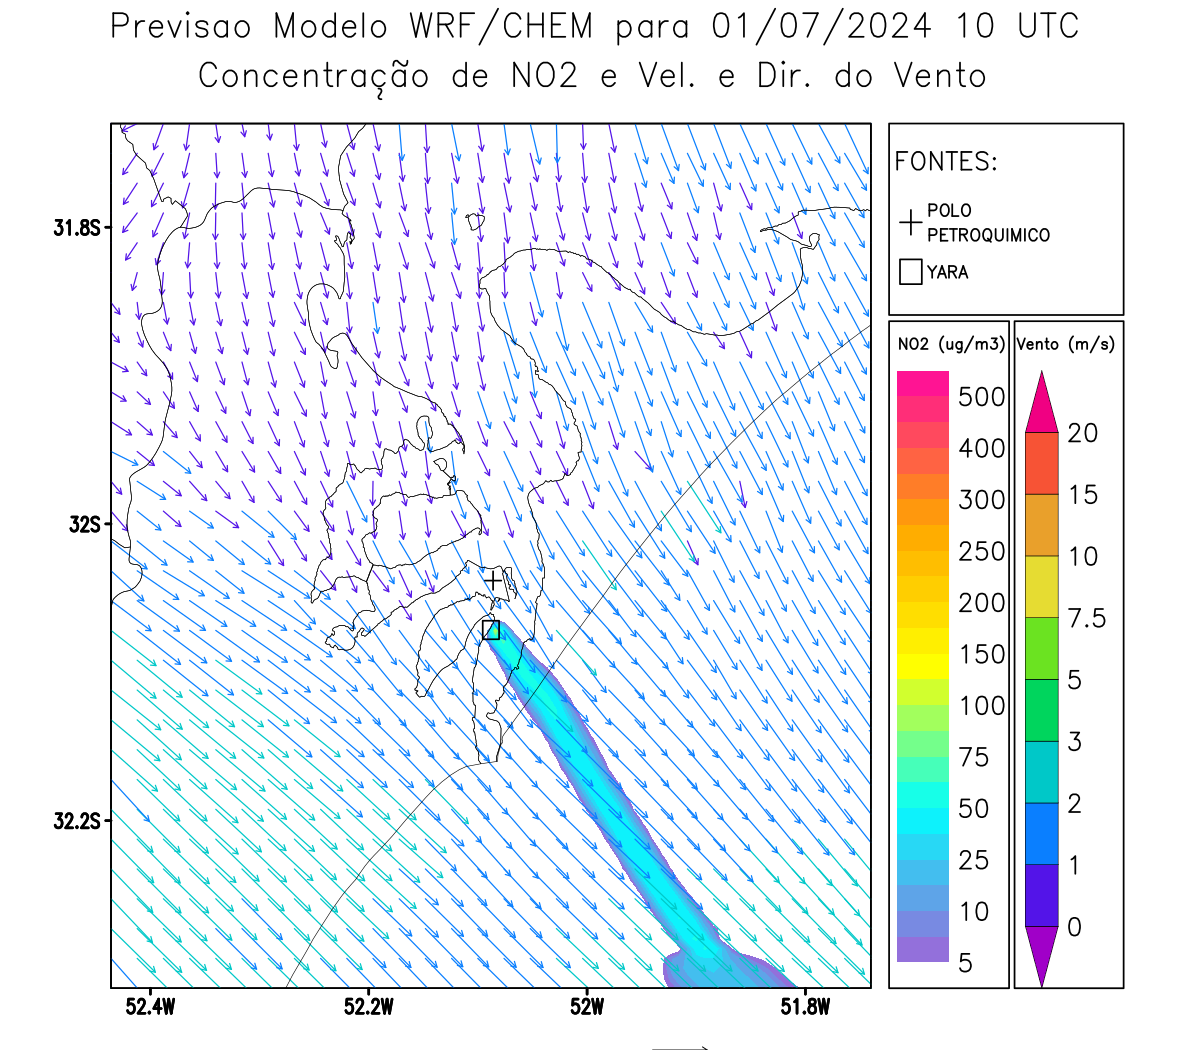 Previsao Modelo WRF/CHEM para 01/07/2024 10 UTC
Concentração de NO2 e Vel. e Dir. do Vento
FONTES:
POLO
PETROQUIMICO
YARA
NO2 (ug/m3)
500
400
300
250
200
150
100
75
50
25
10
5
Vento (m/s)
20
15
10
7.5
5
3
2
1
0
31.8S
32S
32.2S
52.4W
52.2W
52W
51.8W